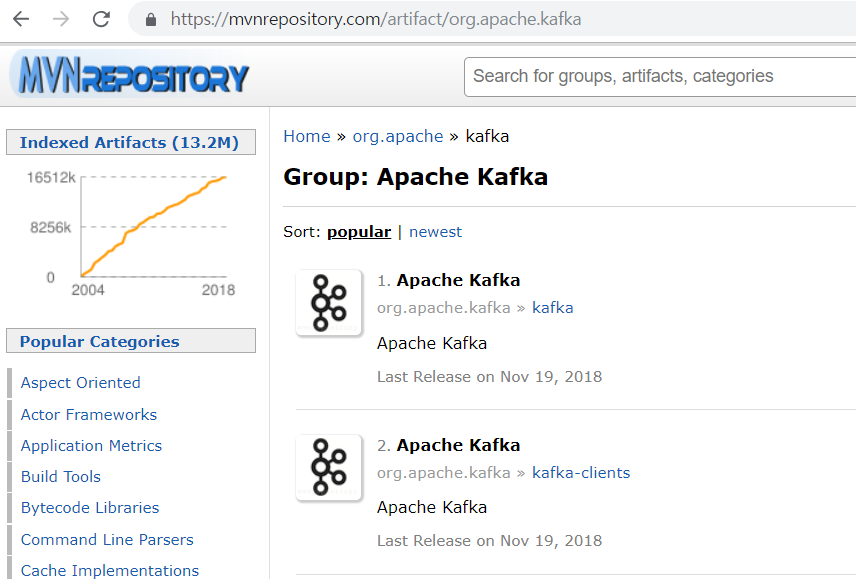 https://mvnrepository.com/artifact/org.apache.kafka
MVNREPOSITORY
Search for groups, artifacts, categories
Indexed Artifacts (13.2M)
16512k
8256k
0
2004 2018
Popular Categories
Aspect Oriented
Actor Frameworks
Application Metrics
Build Tools
Bytecode Libraries
Command Line Parsers
Cache Implementations
Home » org.apache » kafka
Group: Apache Kafka
Sort: popular | newest
1. Apache Kafka
org.apache.kafka » kafka
Apache Kafka
Last Release on Nov 19, 2018
2. Apache Kafka
org.apache.kafka » kafka-clients
Apache Kafka
Last Release on Nov 19, 2018